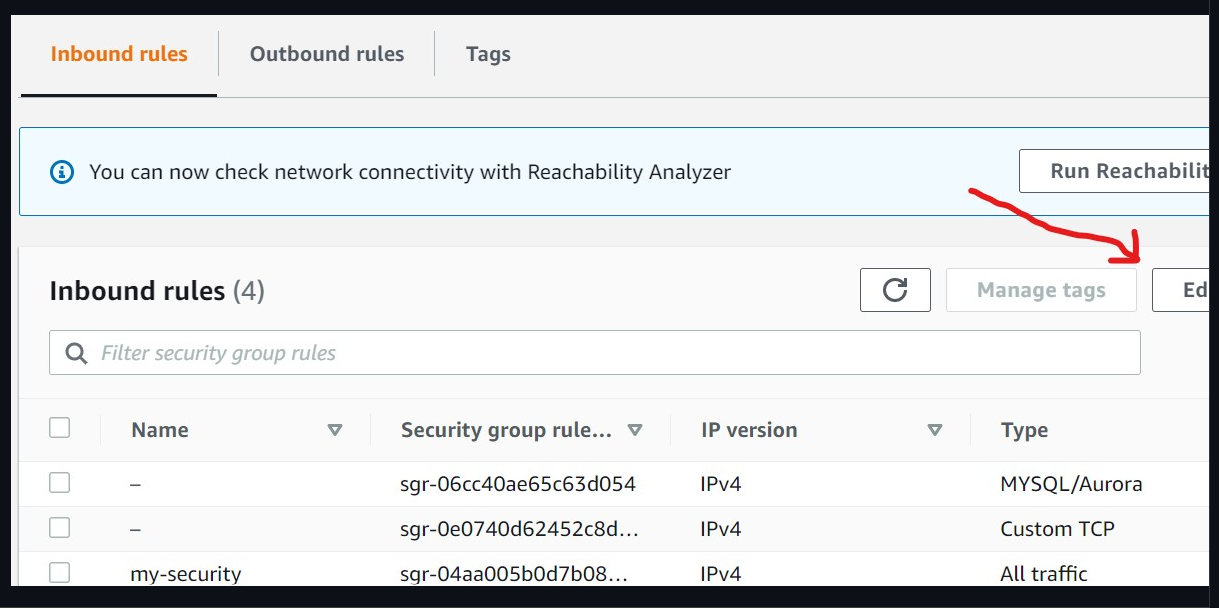 Inbound rules Outbound rules Tags
You can now check network connectivity with Reachability Analyzer Run Reachabilit
Inbound rules (4) Manage tags Ed
Filter security group rules
Name Security group rule... IP version Type
– sgr-06cc40ae65c63d054 IPv4 MYSQL/Aurora
– sgr-0e0740d62452c8d... IPv4 Custom TCP
my-security sgr-04aa005b0d7b08... IPv4 All traffic